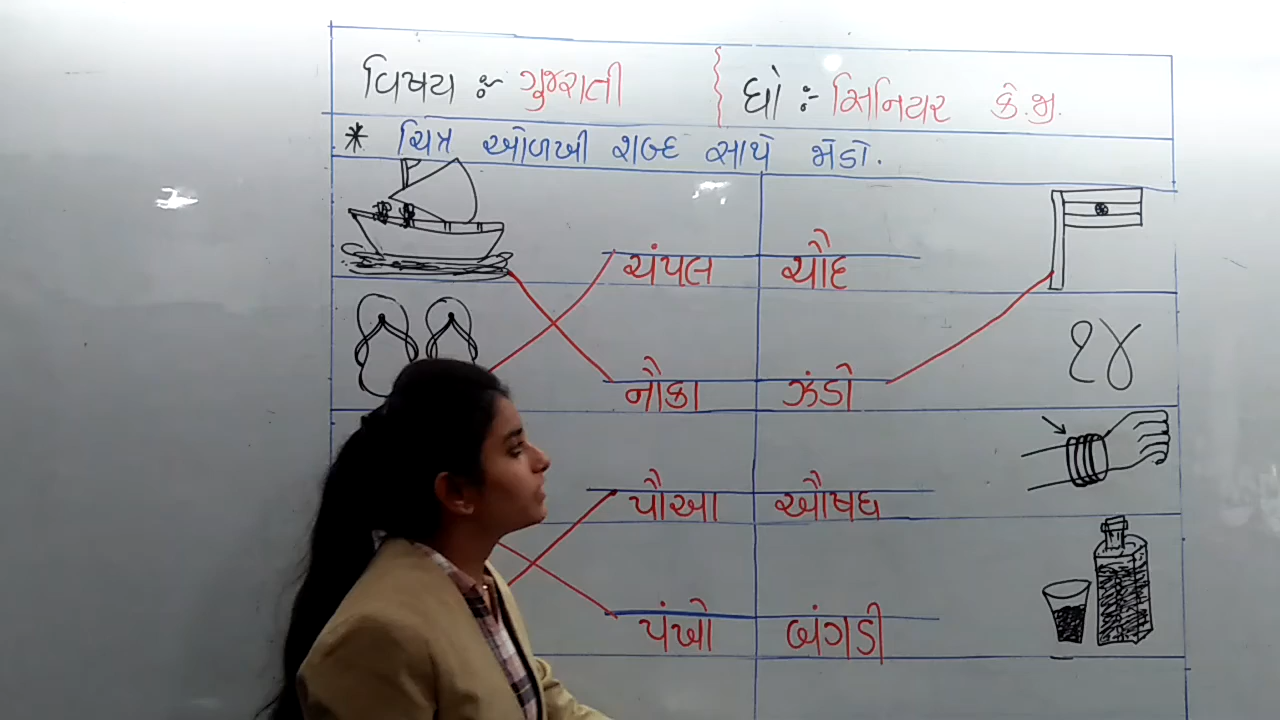 વિષય :- ગુજરાતી ધો :- સિનિયર કે.જી.
* ચિત્ર ઓળખી શબ્દ સાથે જોડો.
ચંપલ ચૌદ
૧૪
નૌકા ઝંડો
પૌઆ ઔષધ
પંખો બંગડી